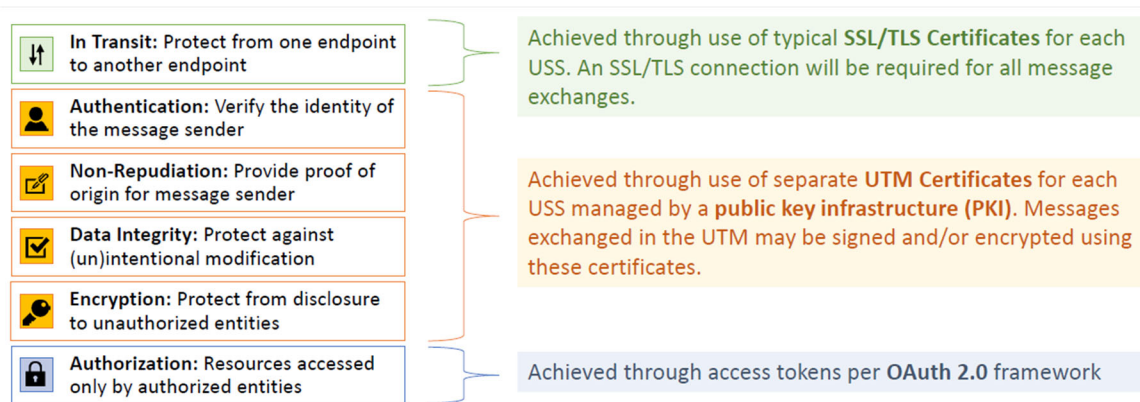 In Transit: Protect from one endpoint
to another endpoint
Achieved through use of typical SSL/TLS Certificates for each
USS. An SSL/TLS connection will be required for all message
exchanges.
Authentication: Verify the identity of
the message sender
Non-Repudiation: Provide proof of
origin for message sender
Data Integrity: Protect against
(un)intentional modification
Encryption: Protect from disclosure
to unauthorized entities
Achieved through use of separate UTM Certificates for each
USS managed by a public key infrastructure (PKI). Messages
exchanged in the UTM may be signed and/or encrypted using
these certificates.
Authorization: Resources accessed
only by authorized entities
Achieved through access tokens per OAuth 2.0 framework